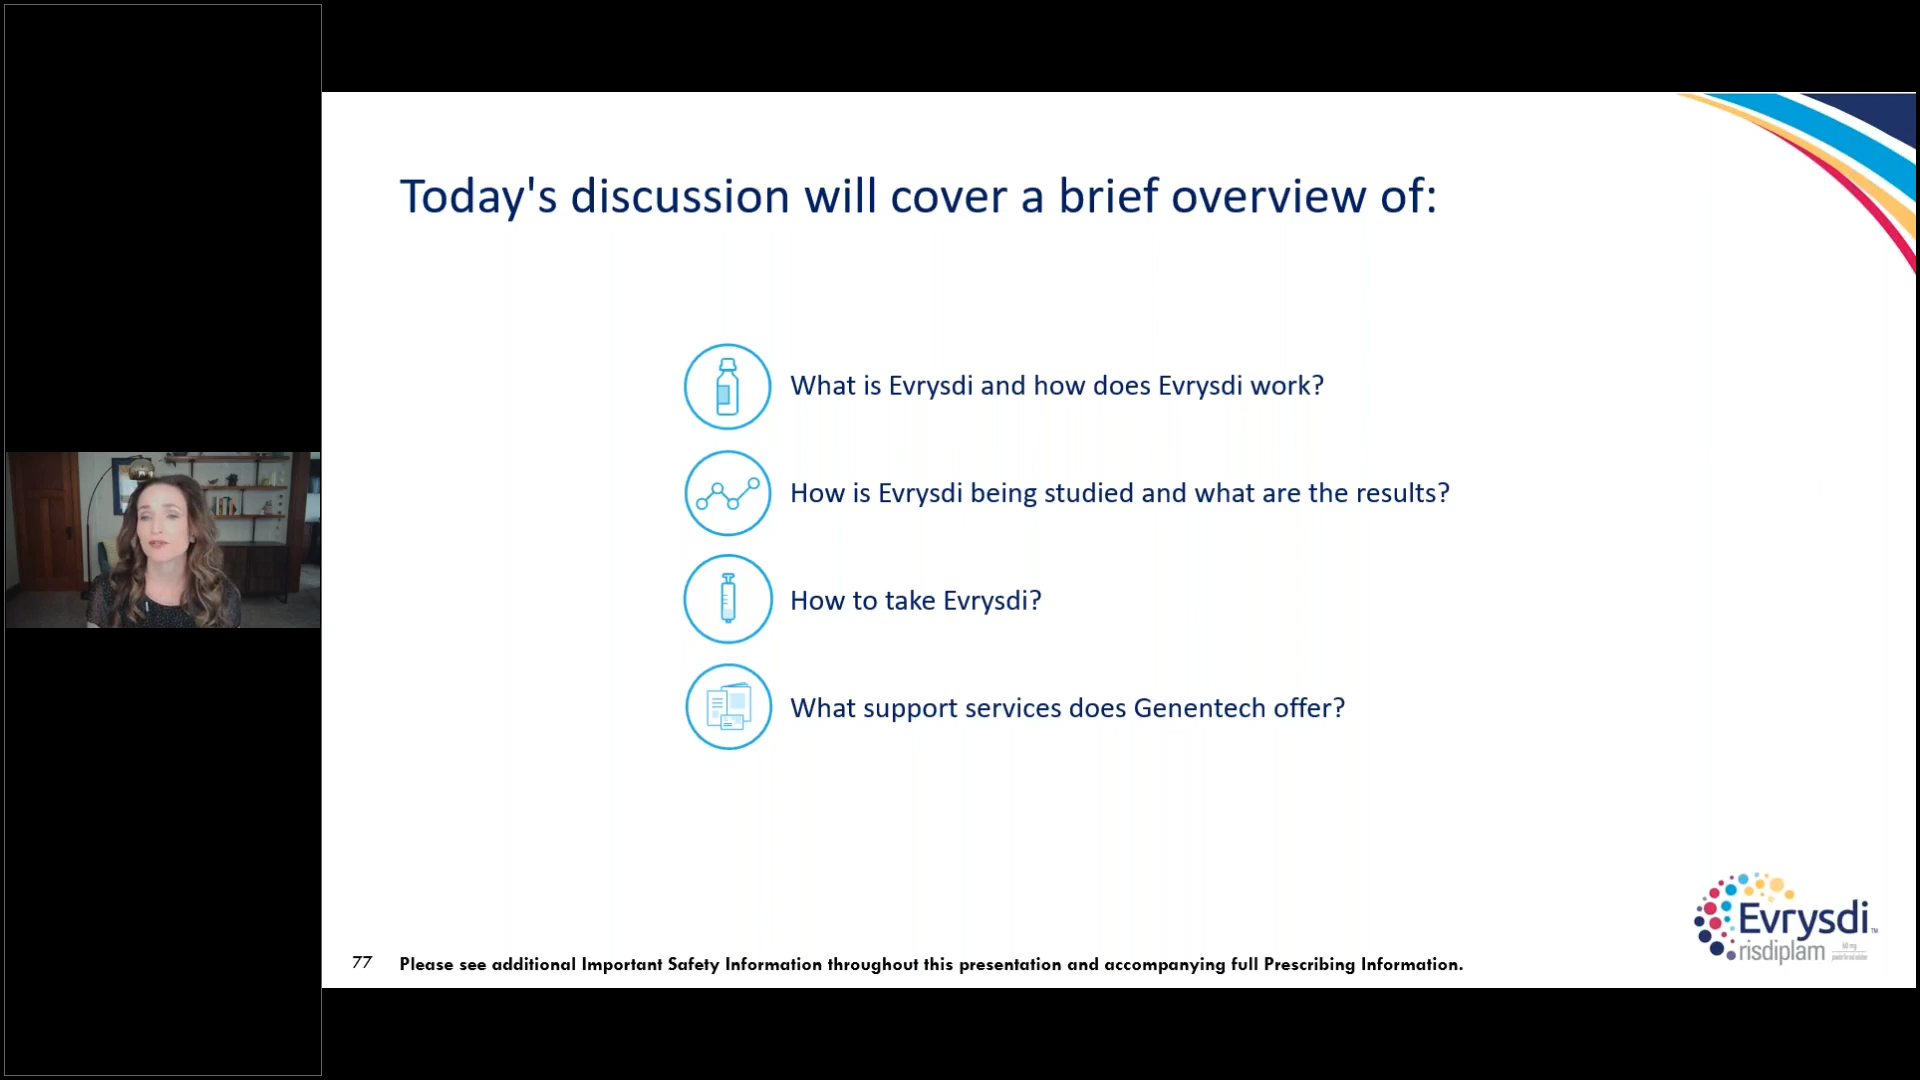 Today's discussion will cover a brief overview of:
What is Evrysdi and how does Evrysdi work?
How is Evrysdi being studied and what are the results?
How to take Evrysdi?
What support services does Genentech offer?
Evrysdi™
risdiplam
77 Please see additional Important Safety Information throughout this presentation and accompanying full Prescribing Information.